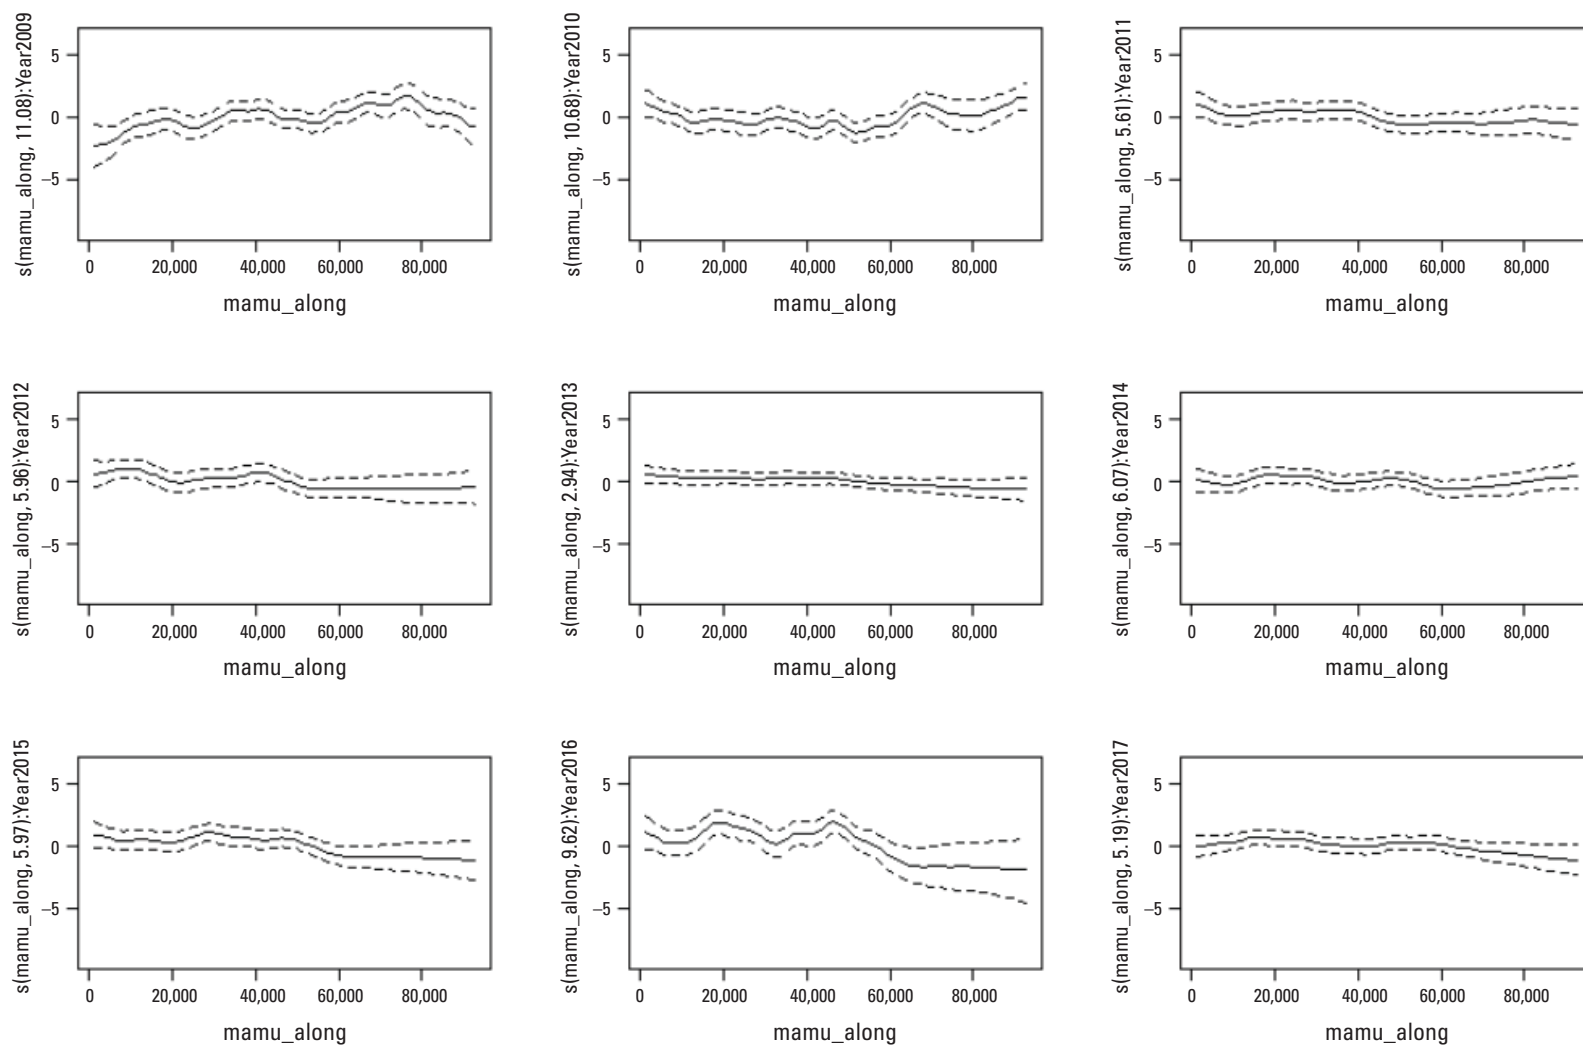 s(mamu_along, 11.08):Year2009
5
0
–5
0 20,000 40,000 60,000 80,000
mamu_along
s(mamu_along, 10.68):Year2010
5
0
–5
0 20,000 40,000 60,000 80,000
mamu_along
s(mamu_along, 5.61):Year2011
5
0
–5
0 20,000 40,000 60,000 80,000
mamu_along
s(mamu_along, 5.96):Year2012
5
0
–5
0 20,000 40,000 60,000 80,000
mamu_along
s(mamu_along, 2.94):Year2013
5
0
–5
0 20,000 40,000 60,000 80,000
mamu_along
s(mamu_along, 6.07):Year2014
5
0
–5
0 20,000 40,000 60,000 80,000
mamu_along
s(mamu_along, 5.97):Year2015
5
0
–5
0 20,000 40,000 60,000 80,000
mamu_along
s(mamu_along, 9.62):Year2016
5
0
–5
0 20,000 40,000 60,000 80,000
mamu_along
s(mamu_along, 5.19):Year2017
5
0
–5
0 20,000 40,000 60,000 80,000
mamu_along